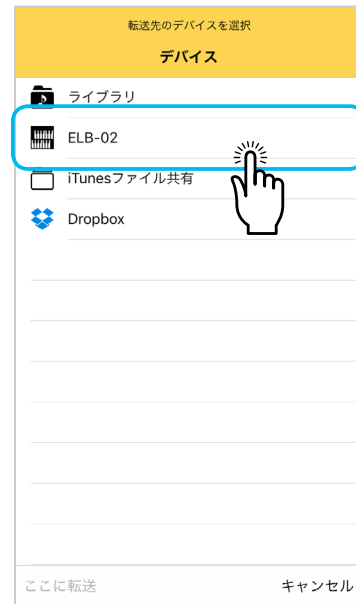 転送先のデバイスを選択
デバイス
ライブラリ
ELB-02
iTunesファイル共有
Dropbox
ここに転送 キャンセル